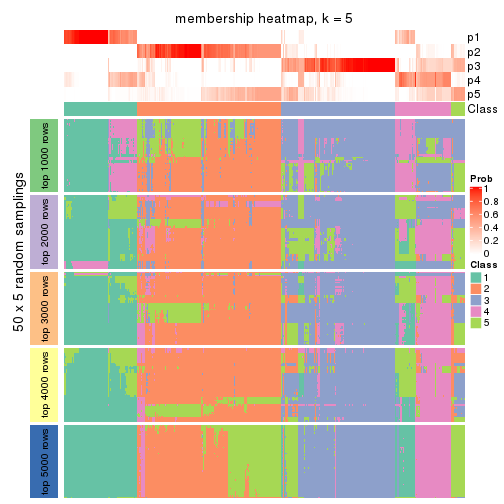 membership heatmap, k = 5
p1
p2
p3
p4
p5
Class
50 x 5 random samplings
top 1000 rows
top 2000 rows
top 3000 rows
top 4000 rows
top 5000 rows
Prob
1
0.8
0.6
0.4
0.2
0
Class
1
2
3
4
5